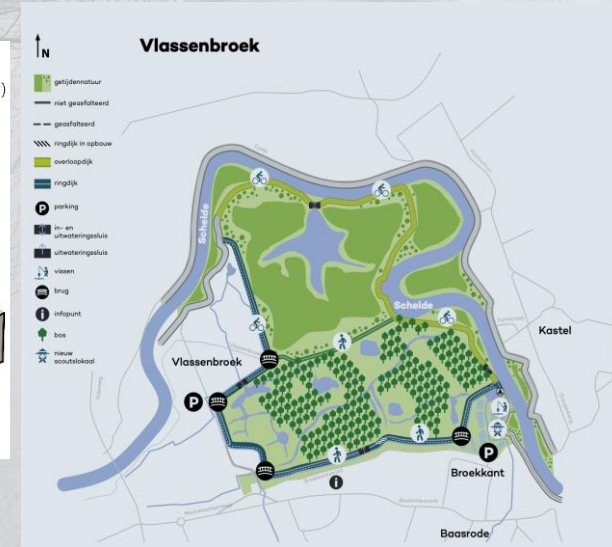 )
N
Vlassenbroek
getijdennatuur
niet geasfalteerd
geasfalteerd
ringdijk in opbouw
overloopdijk
ringdijk
P parking
in- en
uitwateringssluis
uitwateringssluis
vissen
brug
i infopunt
bos
nieuw
scoutslokaal
Schelde
Schelde
Kastel
Vlassenbroek
P
P
Broekkant
i
Baasrode